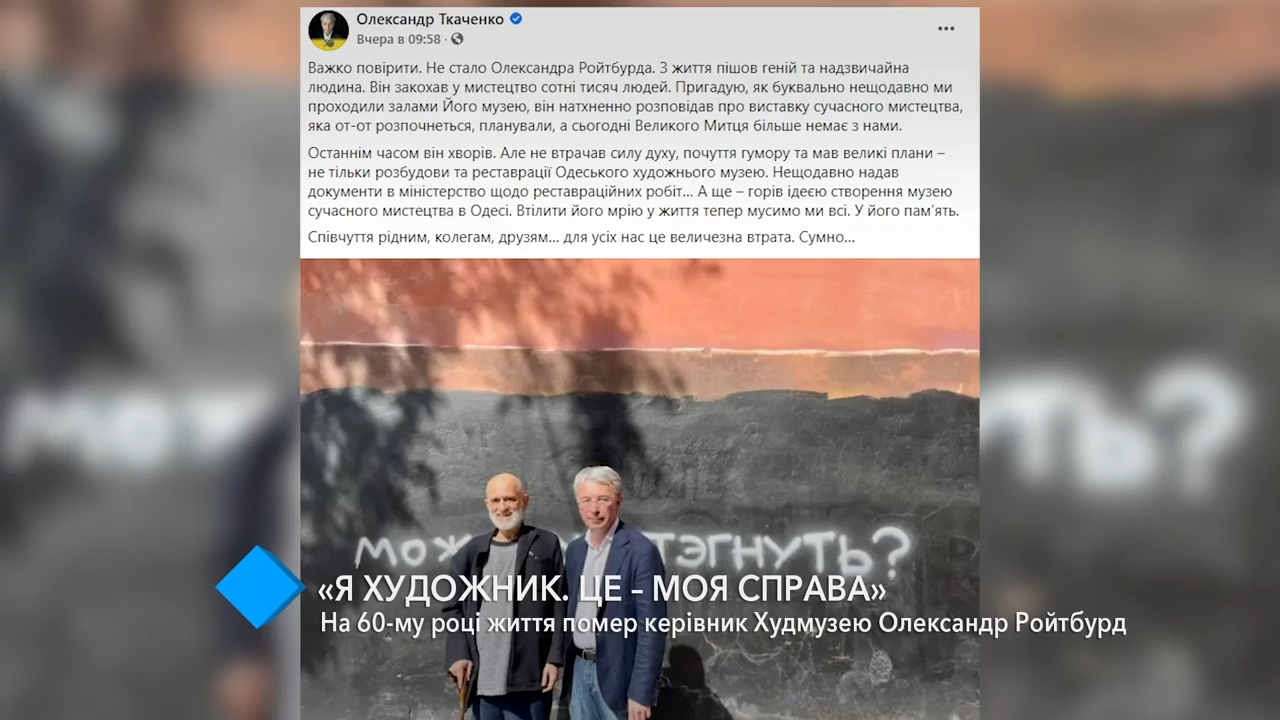 Олександр Ткаченко
Вчера в 09:58 ·
Важко повірити. Не стало Олександра Ройтбурда. З життя пішов геній та надзвичайна
людина. Він закохав у мистецтво сотні тисяч людей. Пригадую, як буквально нещодавно ми
проходили залами Його музею, він натхненно розповідав про виставку сучасного мистецтва,
яка от-от розпочнеться, планували, а сьогодні Великого Митця більше немає з нами.
Останнім часом він хворів. Але не втрачав силу духу, почуття гумору та мав великі плани –
не тільки розбудови та реставрації Одеського художнього музею. Нещодавно надав
документи в міністерство щодо реставраційних робіт... А ще – горів ідеєю створення музею
сучасного мистецтва в Одесі. Втілити його мрію у життя тепер мусимо ми всі. У його пам'ять.
Співчуття рідним, колегам, друзям... для усіх нас це величезна втрата. Сумно...
тэгнуть?
«Я ХУДОЖНИК. ЦЕ – МОЯ СПРАВА»
На 60-му році життя помер керівник Худмузею Олександр Ройтбурд